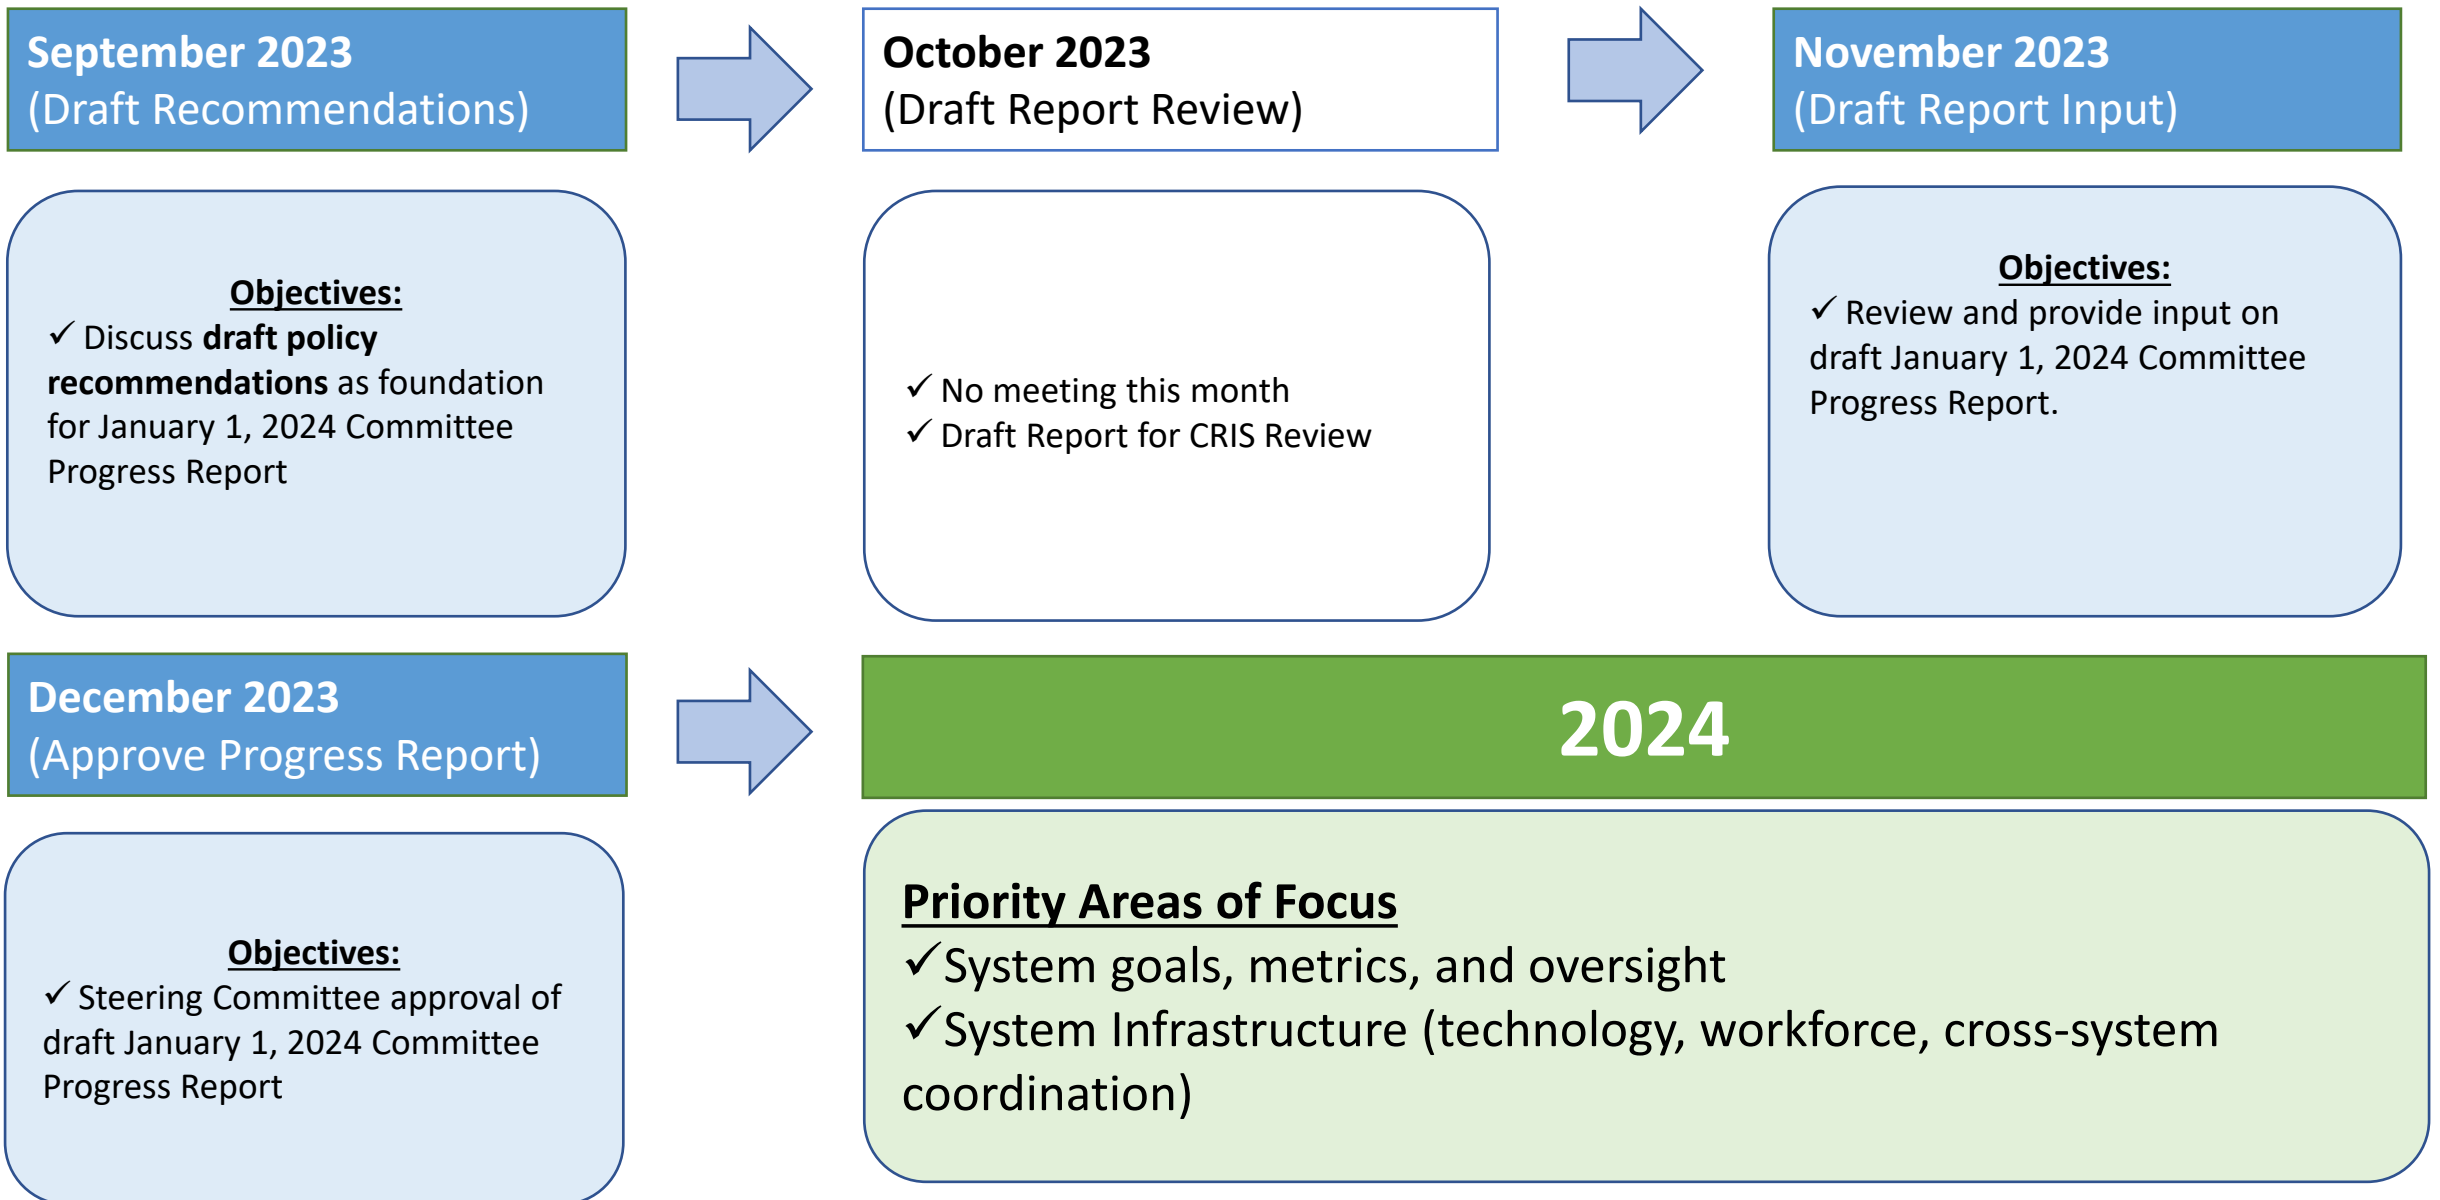 September 2023
(Draft Recommendations)
Objectives:
✓ Discuss draft policy
recommendations as foundation
for January 1, 2024 Committee
Progress Report
October 2023
(Draft Report Review)
✓ No meeting this month
✓ Draft Report for CRIS Review
November 2023
(Draft Report Input)
Objectives:
✓ Review and provide input on
draft January 1, 2024 Committee
Progress Report.
December 2023
(Approve Progress Report)
Objectives:
✓ Steering Committee approval of
draft January 1, 2024 Committee
Progress Report
2024
Priority Areas of Focus
✓System goals, metrics, and oversight
✓System Infrastructure (technology, workforce, cross-system
coordination)